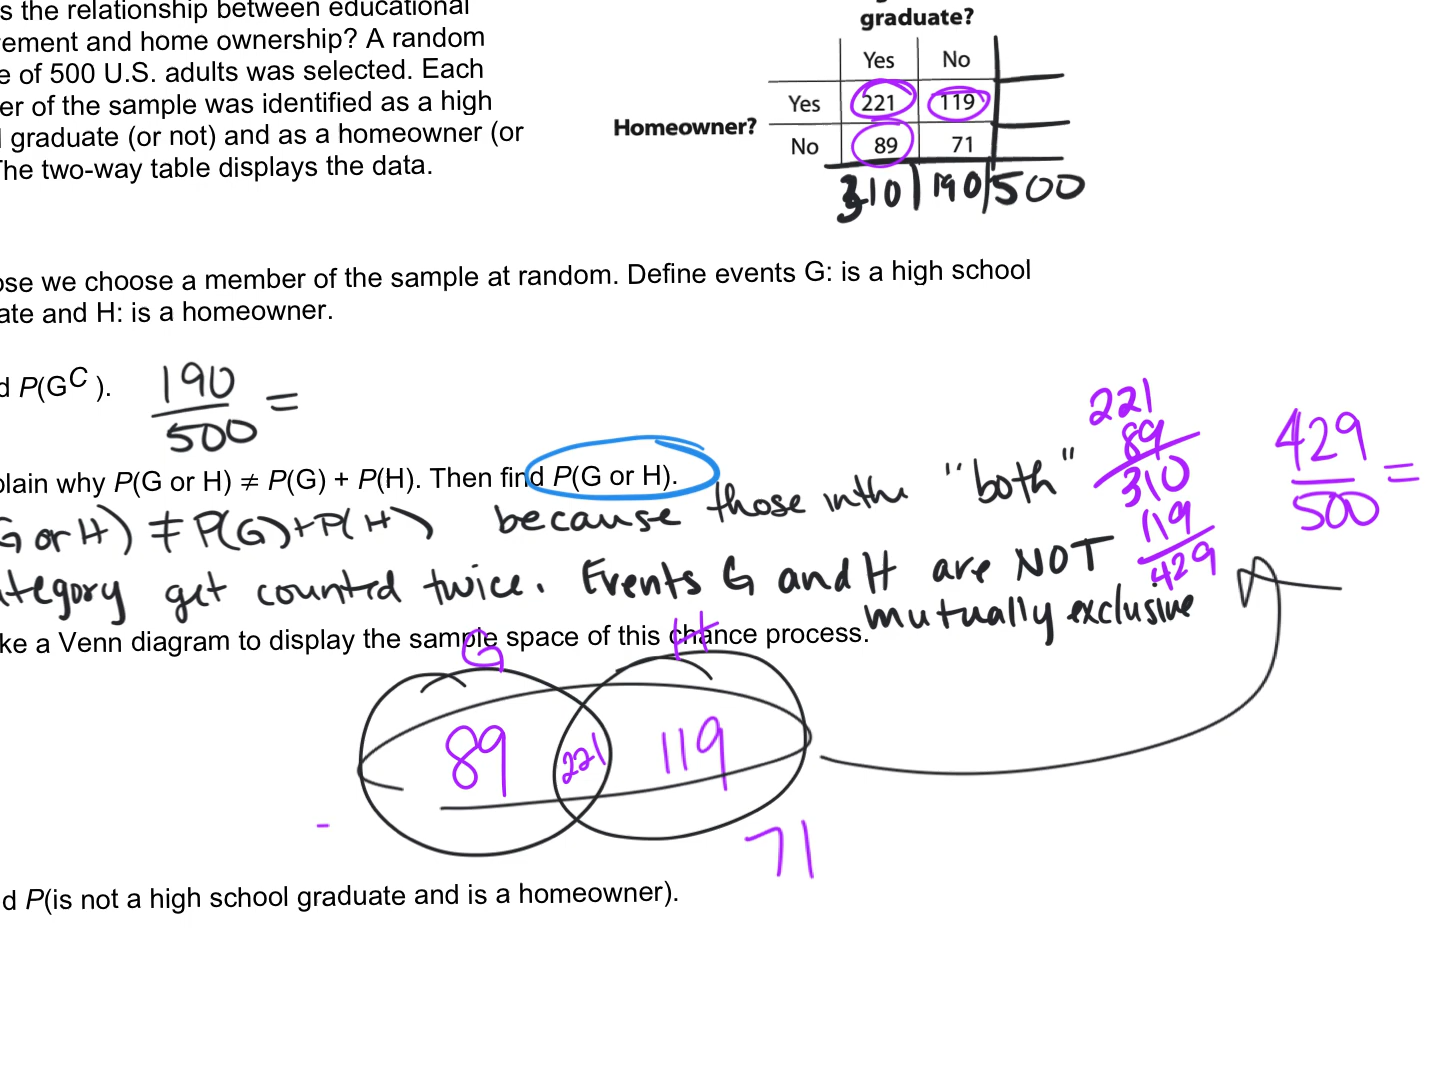 s the relationship between educational
ement and home ownership? A random
e of 500 U.S. adults was selected. Each
er of the sample was identified as a high
graduate (or not) and as a homeowner (or
he two-way table displays the data.
graduate?
Yes No
Homeowner?
Yes 221 119
No 89 71
310 190 500
ose we choose a member of the sample at random. Define events G: is a high school
ate and H: is a homeowner.
d P(G^C).
190
500 =
plain why P(G or H) ≠ P(G) + P(H). Then find P(G or H).
G or H) ≠ P(G)+P(H) because those in the "both"
tegory get counted twice. Events G and H are NOT
mutually exclusive
221
89
310
119
429
429
500 =
ke a Venn diagram to display the sample space of this chance process.
G H
89 221 119
71
d P(is not a high school graduate and is a homeowner).